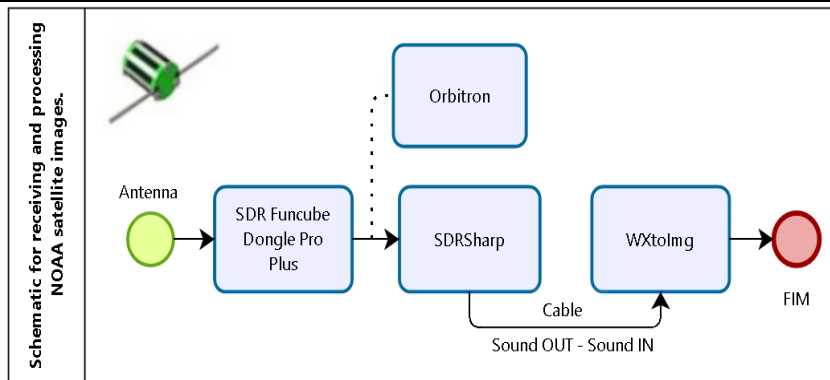 Schematic for receiving and processing
NOAA satellite images.
Orbitron
Antenna
SDR Funcube
Dongle Pro
Plus
SDRSharp
WXtoImg
Cable
Sound OUT - Sound IN
FIM